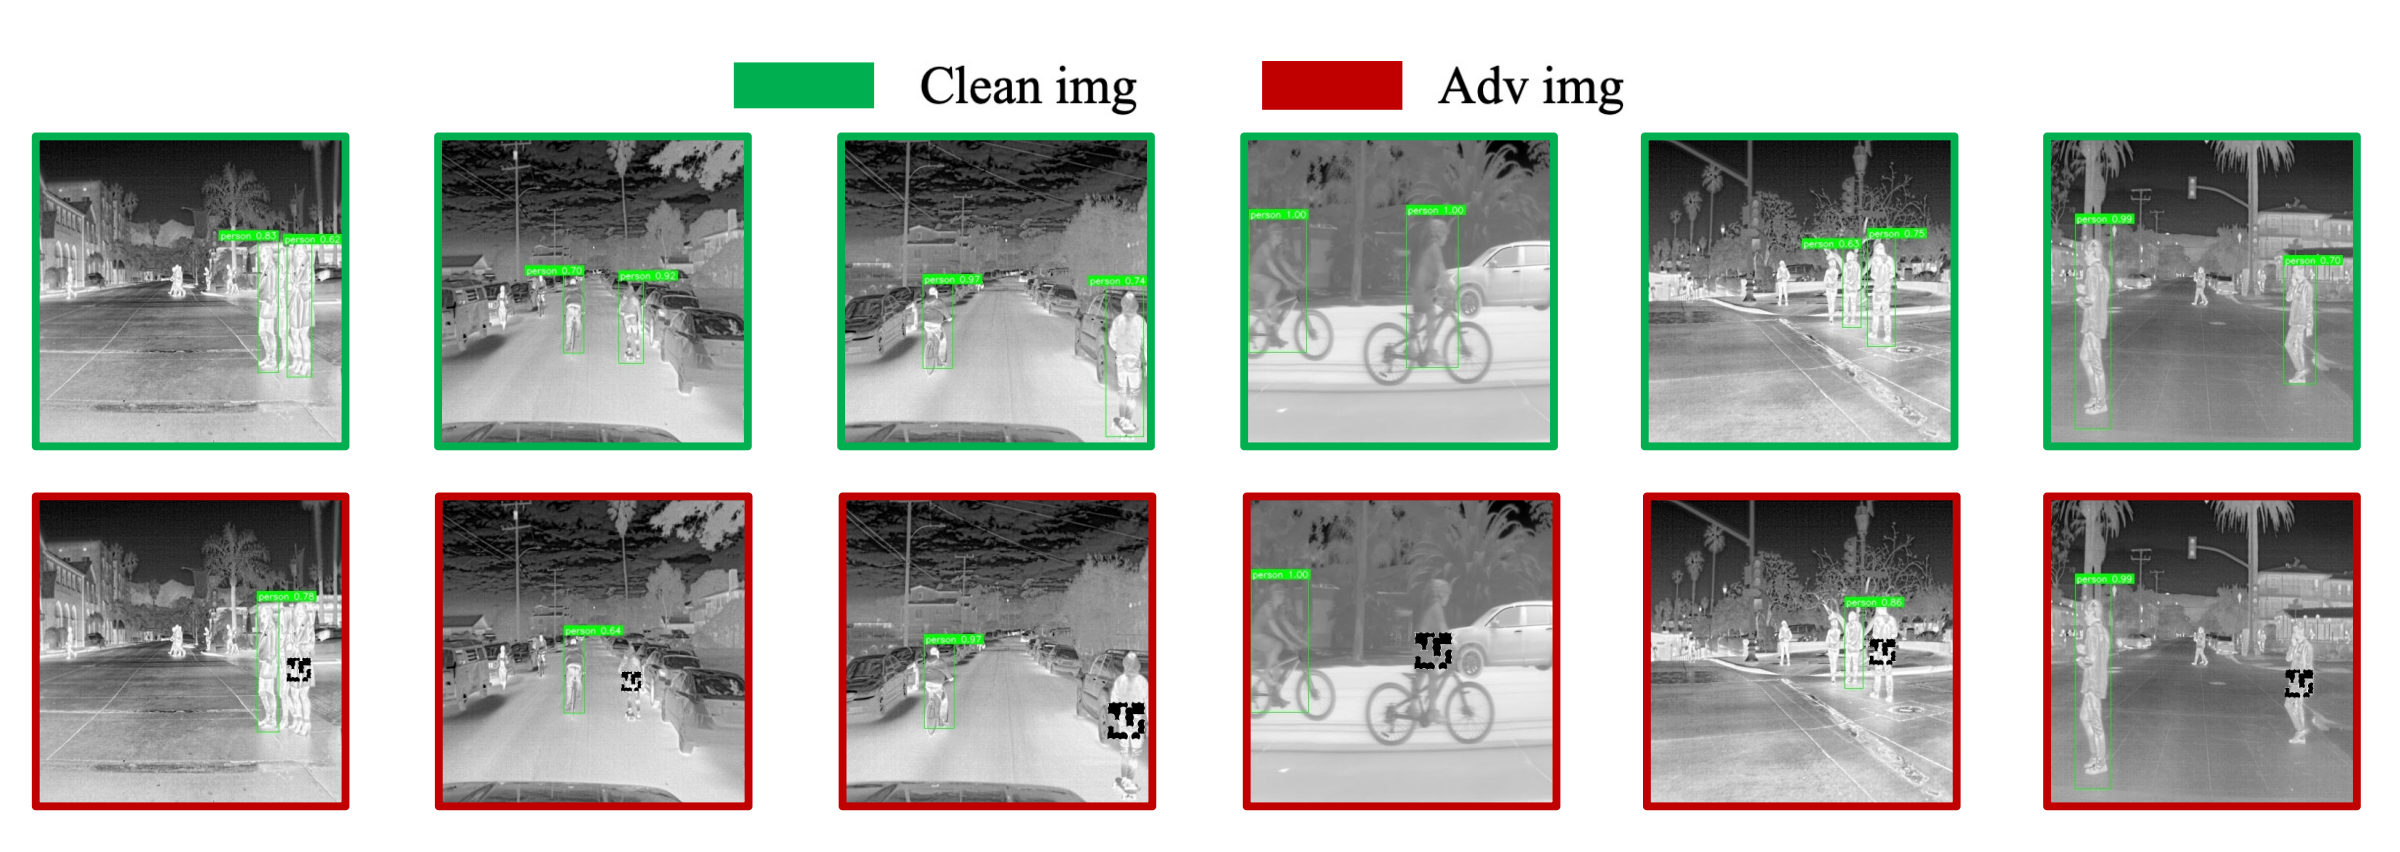 Clean img
Adv img
person 0.83
person 0.62
person 0.70
person 0.92
person 0.97
person 0.74
person 1.00
person 1.00
person 0.63
person 0.75
person 0.99
person 0.70
person 0.78
person 0.64
person 0.97
person 1.00
person 0.86
person 0.99